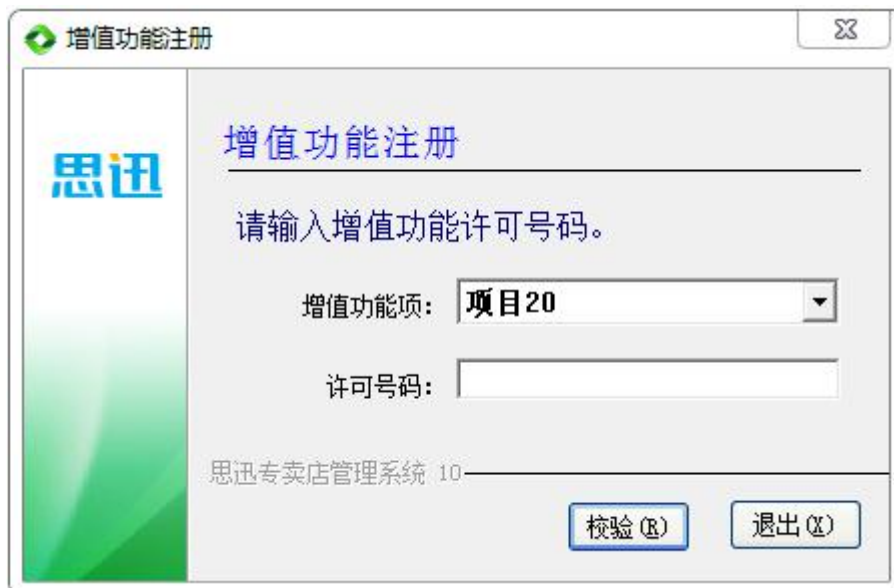 增值功能注册
思迅
增值功能注册
请输入增值功能许可号码。
增值功能项： 项目20
许可号码：
思迅专卖店管理系统 10
校验(R) 退出(X)